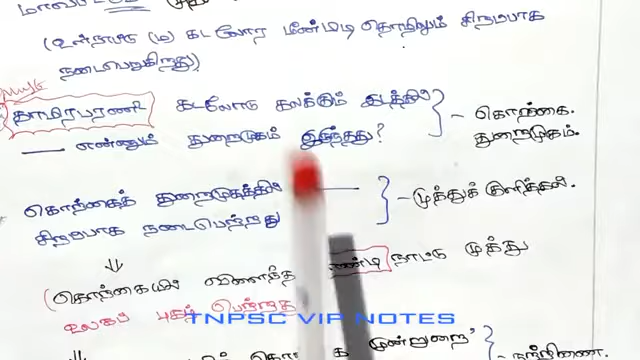 (உள்நாட்டு (ம) கடலோர மீன்பிடி தொழிலும் சிறப்பாக
நடைபெறுகிறது)
தாமிரபரணி கடலோடு கலக்கும் இடத்தில்
— என்னும் துறைமுகம் இருந்தது? } – கொற்கை துறைமுகம்.
கொற்கைத் துறைமுகத்தில் —
சிறப்பாக நடைபெற்றது } – முத்துக் குளித்தல்.
(கொற்கையில் விளைந்த நாட்டு முத்து
உலகப் புகழ் பெற்றது
TNPSC VIP NOTES
முன்துறை' } – நற்றிணை.